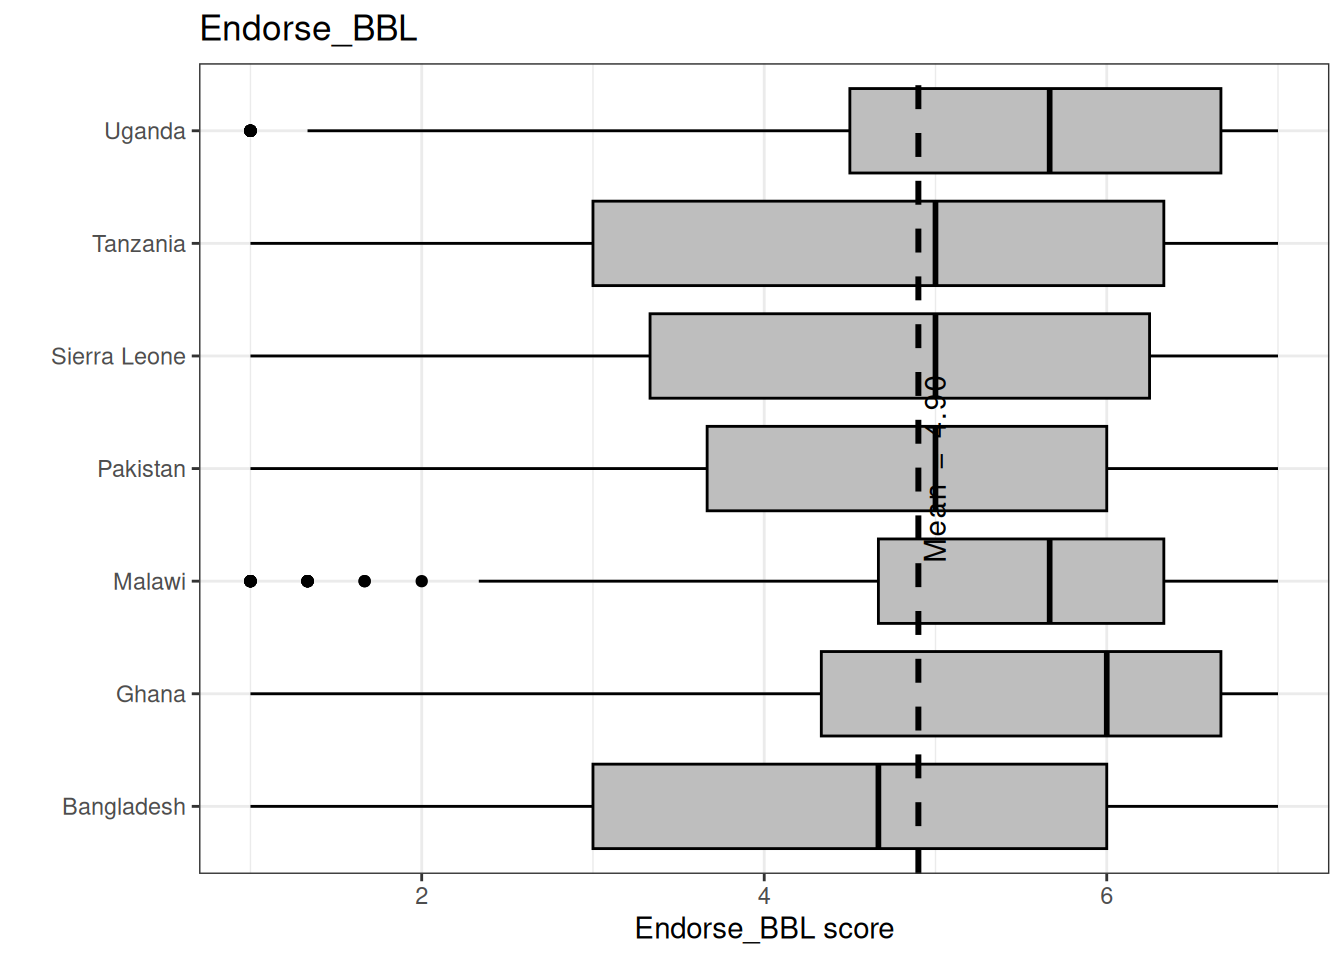 Endorse_BBL
Uganda
Tanzania
Sierra Leone
Pakistan
Malawi
Ghana
Bangladesh
Mean = 4.90
2 4 6
Endorse_BBL score